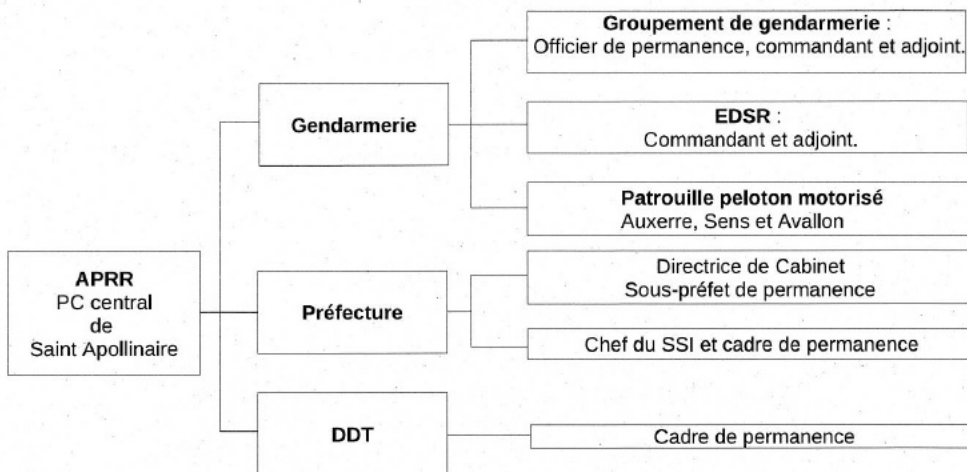 Groupement de gendarmerie :
Officier de permanence, commandant et adjoint.
Gendarmerie
EDSR :
Commandant et adjoint.
Patrouille peloton motorisé
Auxerre, Sens et Avallon
APRR
PC central
de
Saint Apollinaire
Préfecture
Directrice de Cabinet
Sous-préfet de permanence
Chef du SSI et cadre de permanence
DDT
Cadre de permanence